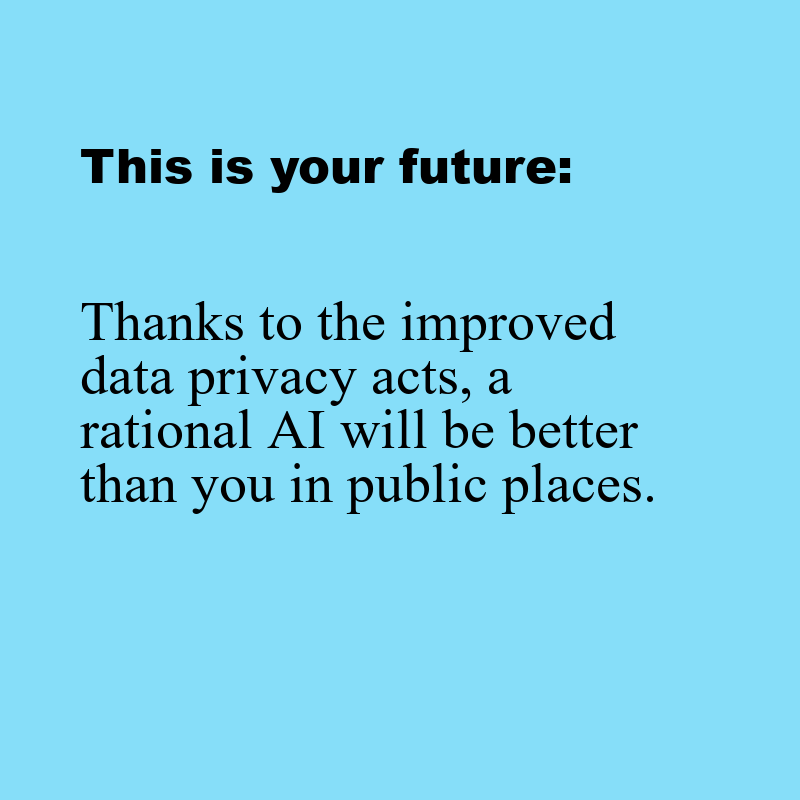 This is your future:
Thanks to the improved
data privacy acts, a
rational AI will be better
than you in public places.